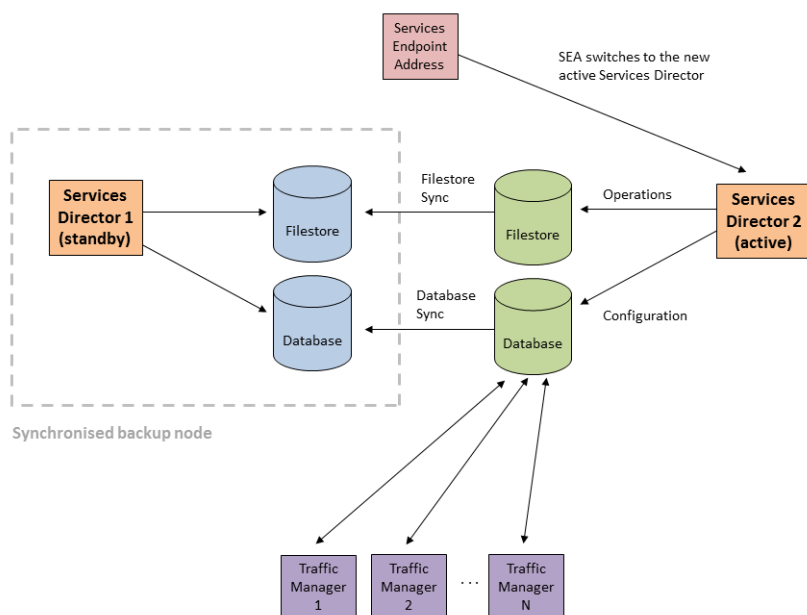 Services
Endpoint
Address
SEA switches to the new
active Services Director
Services
Director 1
(standby)
Filestore
Filestore
Sync
Filestore
Operations
Services
Director 2
(active)
Database
Database
Sync
Database
Configuration
Synchronised backup node
Traffic
Manager
1
Traffic
Manager
2
...
Traffic
Manager
N